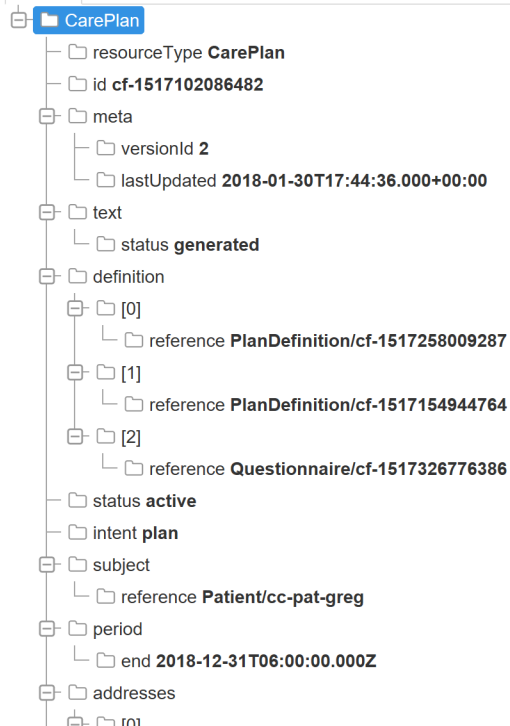 CarePlan
resourceType CarePlan
id cf-1517102086482
meta
versionId 2
lastUpdated 2018-01-30T17:44:36.000+00:00
text
status generated
definition
[0]
reference PlanDefinition/cf-1517258009287
[1]
reference PlanDefinition/cf-1517154944764
[2]
reference Questionnaire/cf-1517326776386
status active
intent plan
subject
reference Patient/cc-pat-greg
period
end 2018-12-31T06:00:00.000Z
addresses
[0]